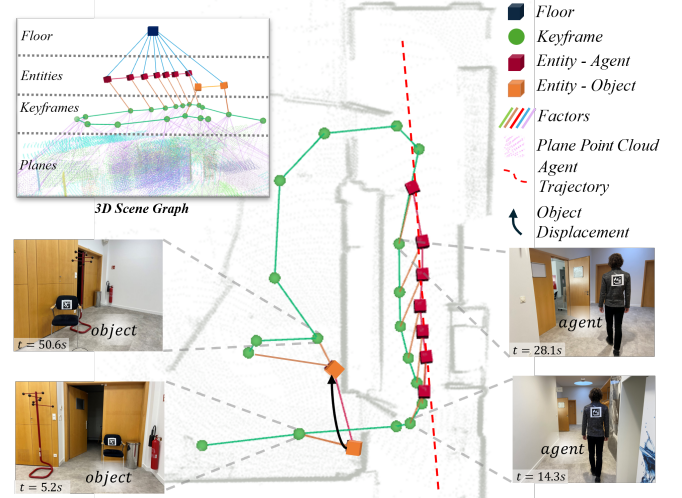 Floor
Entities
Keyframes
Planes
3D Scene Graph
Floor
Keyframe
Entity - Agent
Entity - Object
Factors
Plane Point Cloud
Agent
Trajectory
Object
Displacement
object
t = 50.6s
agent
t = 28.1s
object
t = 5.2s
agent
t = 14.3s